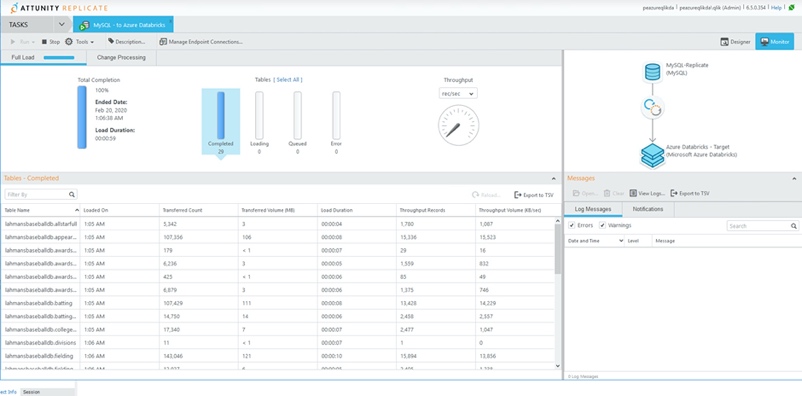 ATTUNITY REPLICATE
peazureqlikda\qlik (Admin) | 6.5.0.354 | Help
TASKS
MySQL - to Azure Databricks
Run
Stop
Tools
Description...
Manage Endpoint Connections...
Designer
Monitor
Full Load
Change Processing
Total Completion
100%
Ended Date:
Feb 20, 2020
1:06:38 AM
Load Duration:
00:00:59
Tables [ Select All ]
Completed
29
Loading
0
Queued
0
Error
0
Throughput
rec/sec
MySQL-Replicate
(MySQL)
Azure Databricks - Target
(Microsoft Azure Databricks)
Tables - Completed
Filter By
Reload...
Export to TSV
Table Name Loaded On Transferred Count Transferred Volume (MB) Load Duration Throughput Records Throughput Volume (KB/sec)
lahmansbaseballdb.allstarfull 1:05 AM 5,342 3 00:00:04 1,780 1,087
lahmansbaseballdb.appear... 1:05 AM 107,356 106 00:00:08 15,336 15,523
lahmansbaseballdb.awards... 1:05 AM 179 < 1 00:00:07 29 16
lahmansbaseballdb.awards... 1:05 AM 6,236 3 00:00:05 1,559 832
lahmansbaseballdb.awards... 1:05 AM 425 < 1 00:00:06 85 48
lahmansbaseballdb.awards... 1:05 AM 6,879 3 00:00:06 1,375 746
lahmansbaseballdb.batting 1:05 AM 107,429 111 00:00:08 13,428 14,229
lahmansbaseballdb.batting... 1:05 AM 14,750 14 00:00:06 2,458 2,557
lahmansbaseballdb.college... 1:05 AM 17,340 7 00:00:07 2,477 1,047
lahmansbaseballdb.divisions 1:06 AM 11 < 1 00:00:07 1 0
lahmansbaseballdb.fielding 1:06 AM 143,046 121 00:00:10 15,894 13,856
Messages
Open...
Clear
View Logs...
Export to TSV
Log Messages
Notifications
Errors
Warnings
Search
Date and Time Level Message
0 Log Messages
ect Info
Session